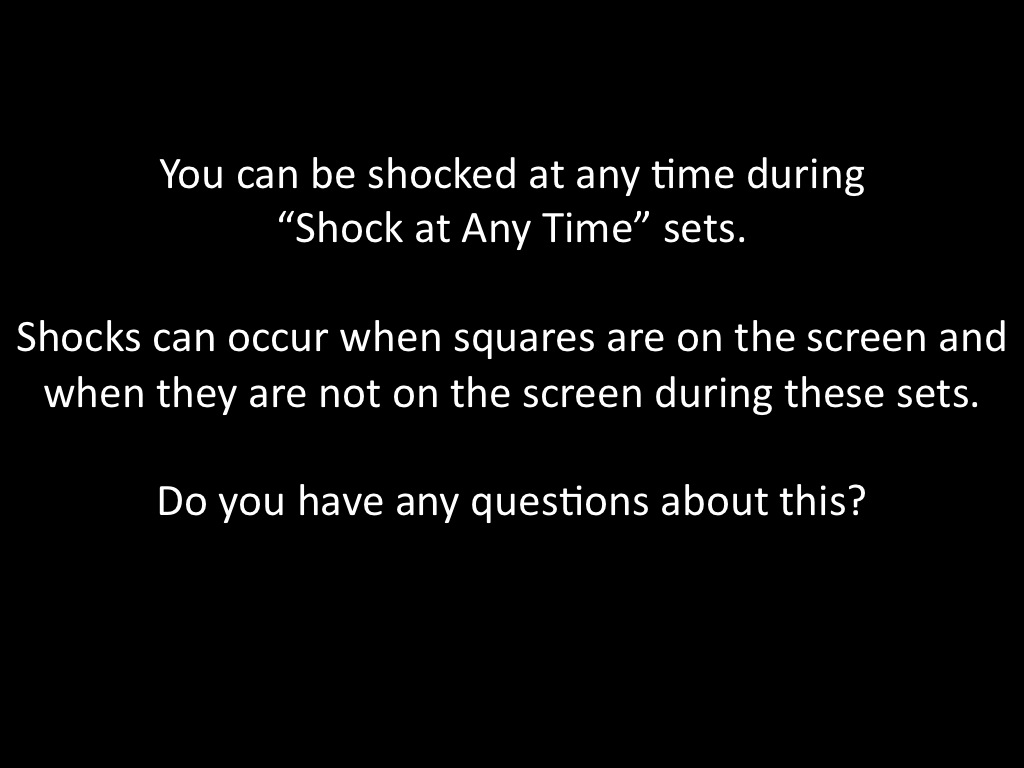 You can be shocked at any time during
“Shock at Any Time” sets.
Shocks can occur when squares are on the screen and
when they are not on the screen during these sets.
Do you have any questions about this?